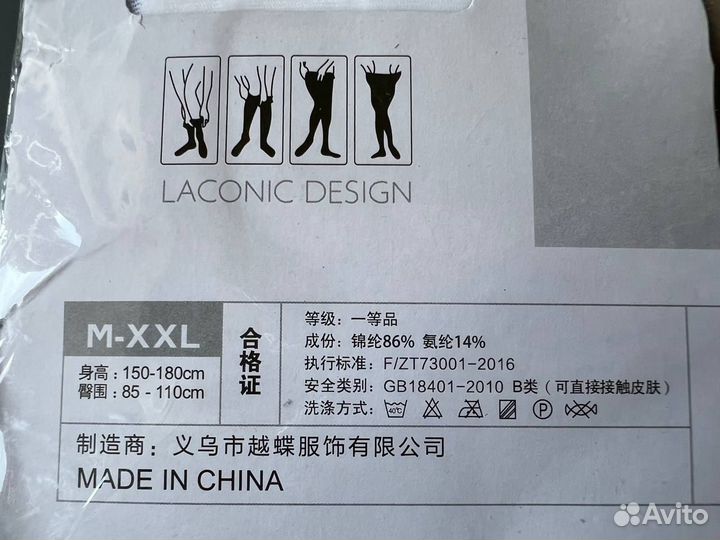 LACONIC DESIGN
M-XXL
身高：150-180cm
臀围：85 - 110cm
合格证
等级：一等品
成份：锦纶86% 氨纶14%
执行标准：F/ZT73001-2016
安全类别：GB18401-2010 B类（可直接接触皮肤）
洗涤方式：
40℃
P
制造商：义乌市越蝶服饰有限公司
MADE IN CHINA
Avito